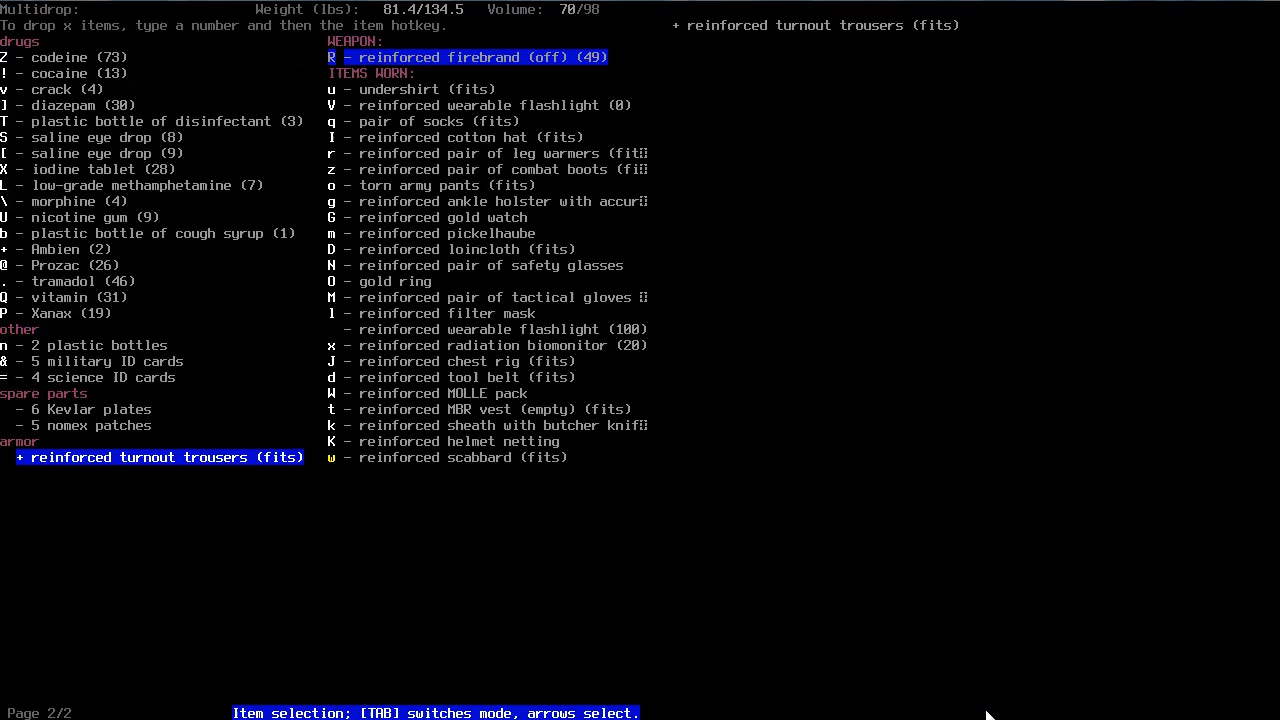 Multidrop:                      Weight (lbs):   81.4/134.5   Volume:  70/98
To drop x items, type a number and then the item hotkey.
+ reinforced turnout trousers (fits)
drugs
Z - codeine (73)
! - cocaine (13)
v - crack (4)
] - diazepam (30)
T - plastic bottle of disinfectant (3)
S - saline eye drop (8)
[ - saline eye drop (9)
X - iodine tablet (28)
L - low-grade methamphetamine (7)
\ - morphine (4)
U - nicotine gum (9)
b - plastic bottle of cough syrup (1)
+ - Ambien (2)
@ - Prozac (26)
. - tramadol (46)
Q - vitamin (31)
P - Xanax (19)
other
n - 2 plastic bottles
& - 5 military ID cards
= - 4 science ID cards
spare parts
- 6 Kevlar plates
- 5 nomex patches
armor
+ reinforced turnout trousers (fits)
WEAPON:
R - reinforced firebrand (off) (49)
ITEMS WORN:
u - undershirt (fits)
V - reinforced wearable flashlight (0)
q - pair of socks (fits)
I - reinforced cotton hat (fits)
r - reinforced pair of leg warmers (fit▯
z - reinforced pair of combat boots (fi▯
o - torn army pants (fits)
g - reinforced ankle holster with accur▯
G - reinforced gold watch
m - reinforced pickelhaube
D - reinforced loincloth (fits)
N - reinforced pair of safety glasses
O - gold ring
M - reinforced pair of tactical gloves ▯
l - reinforced filter mask
- reinforced wearable flashlight (100)
x - reinforced radiation biomonitor (20)
J - reinforced chest rig (fits)
d - reinforced tool belt (fits)
W - reinforced MOLLE pack
t - reinforced MBR vest (empty) (fits)
k - reinforced sheath with butcher knif▯
K - reinforced helmet netting
w - reinforced scabbard (fits)
Page 2/2
Item selection; [TAB] switches mode, arrows select.